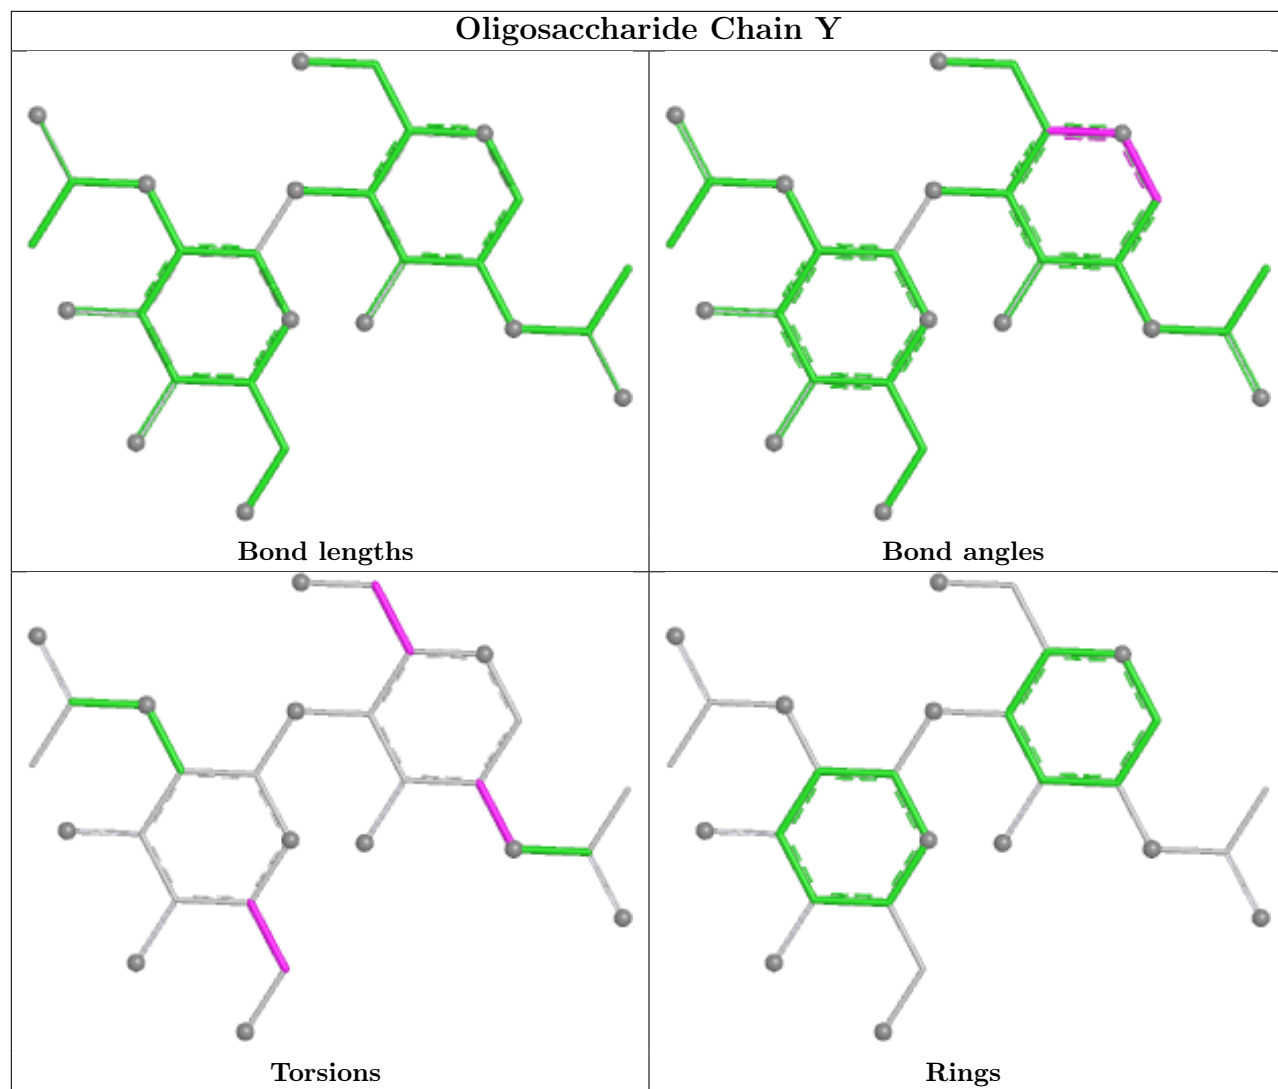 Oligosaccharide Chain Y
Bond lengths
Bond angles
Torsions
Rings